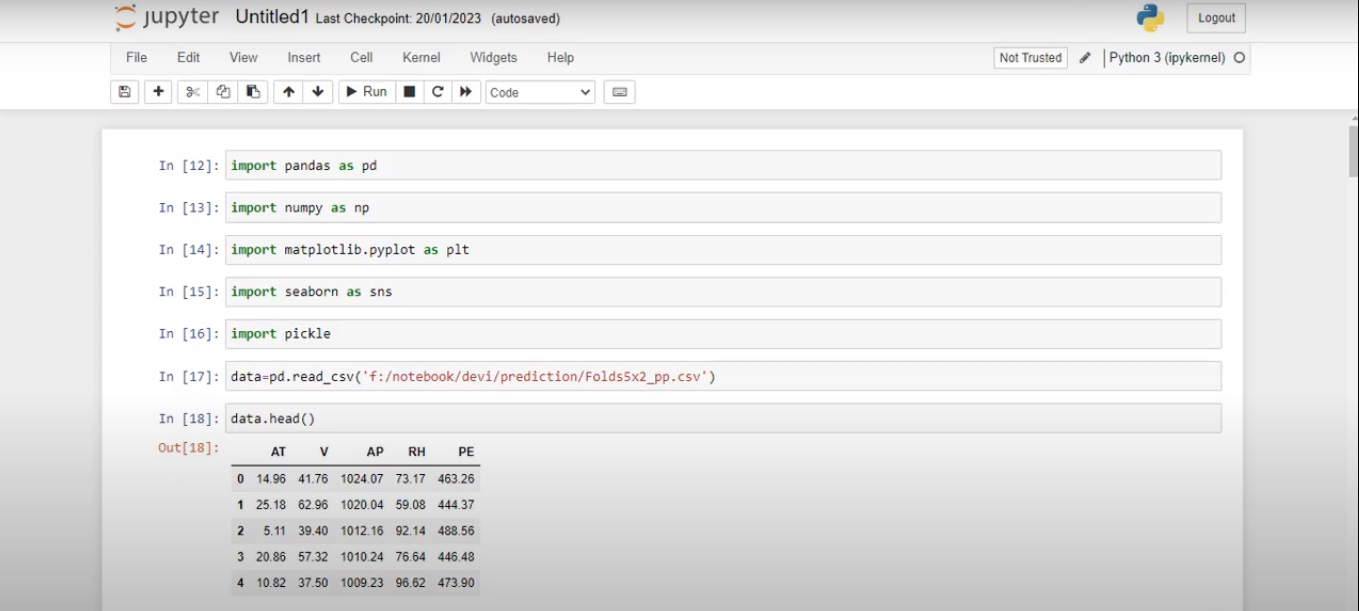 jupyter Untitled1 Last Checkpoint: 20/01/2023 (autosaved) Logout
File Edit View Insert Cell Kernel Widgets Help Not Trusted Python 3 (ipykernel)
Run Code
In [12]: import pandas as pd
In [13]: import numpy as np
In [14]: import matplotlib.pyplot as plt
In [15]: import seaborn as sns
In [16]: import pickle
In [17]: data=pd.read_csv('f:/notebook/devi/prediction/Folds5x2_pp.csv')
In [18]: data.head()
Out[18]:
AT V AP RH PE
0 14.96 41.76 1024.07 73.17 463.26
1 25.18 62.96 1020.04 59.08 444.37
2 5.11 39.40 1012.16 92.14 488.56
3 20.86 57.32 1010.24 76.64 446.48
4 10.82 37.50 1009.23 96.62 473.90